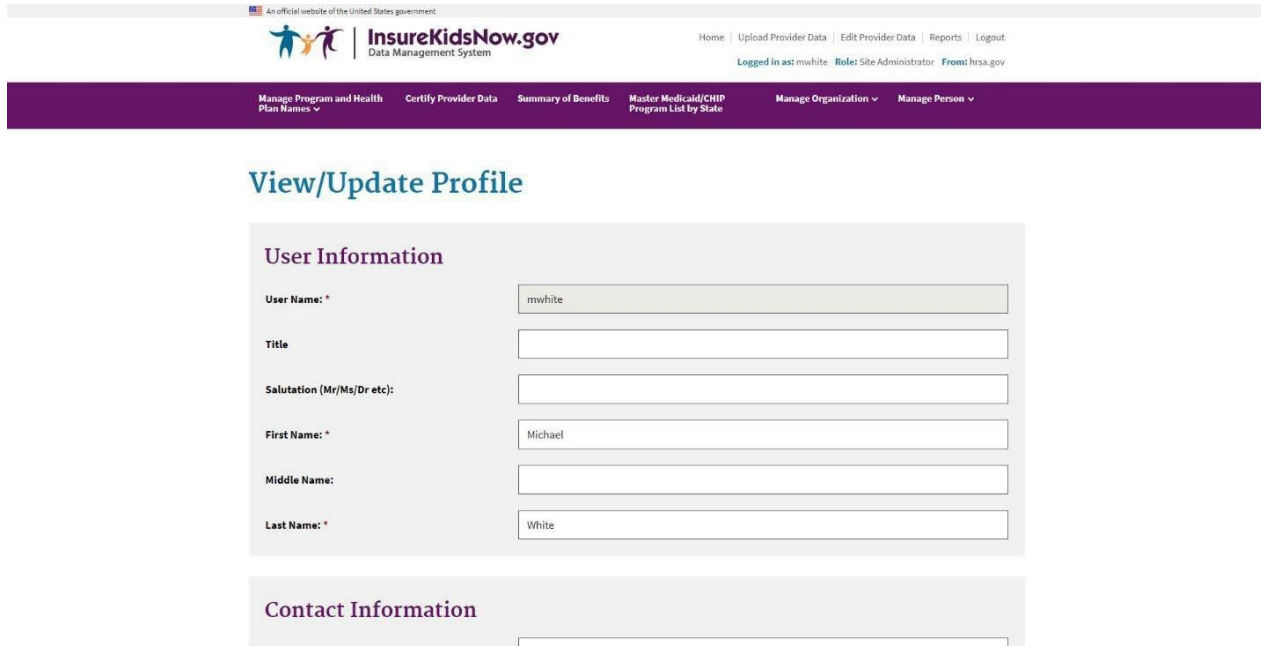 An official website of the United States government
InsureKidsNow.gov
Data Management System
Home | Upload Provider Data | Edit Provider Data | Reports | Logout
Logged in as: mwhite Role: Site Administrator From: hrsa.gov
Manage Program and Health Plan Names
Certify Provider Data
Summary of Benefits
Master Medicaid/CHIP Program List by State
Manage Organization
Manage Person
View/Update Profile
User Information
User Name: * mwhite
Title
Salutation (Mr/Ms/Dr etc):
First Name: * Michael
Middle Name:
Last Name: * White
Contact Information